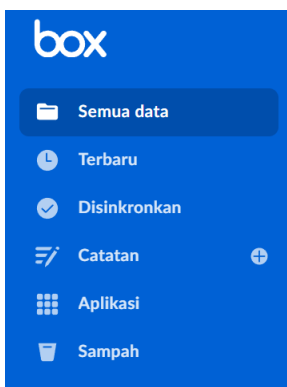 box
Semua data
Terbaru
Disinkronkan
Catatan
Aplikasi
Sampah